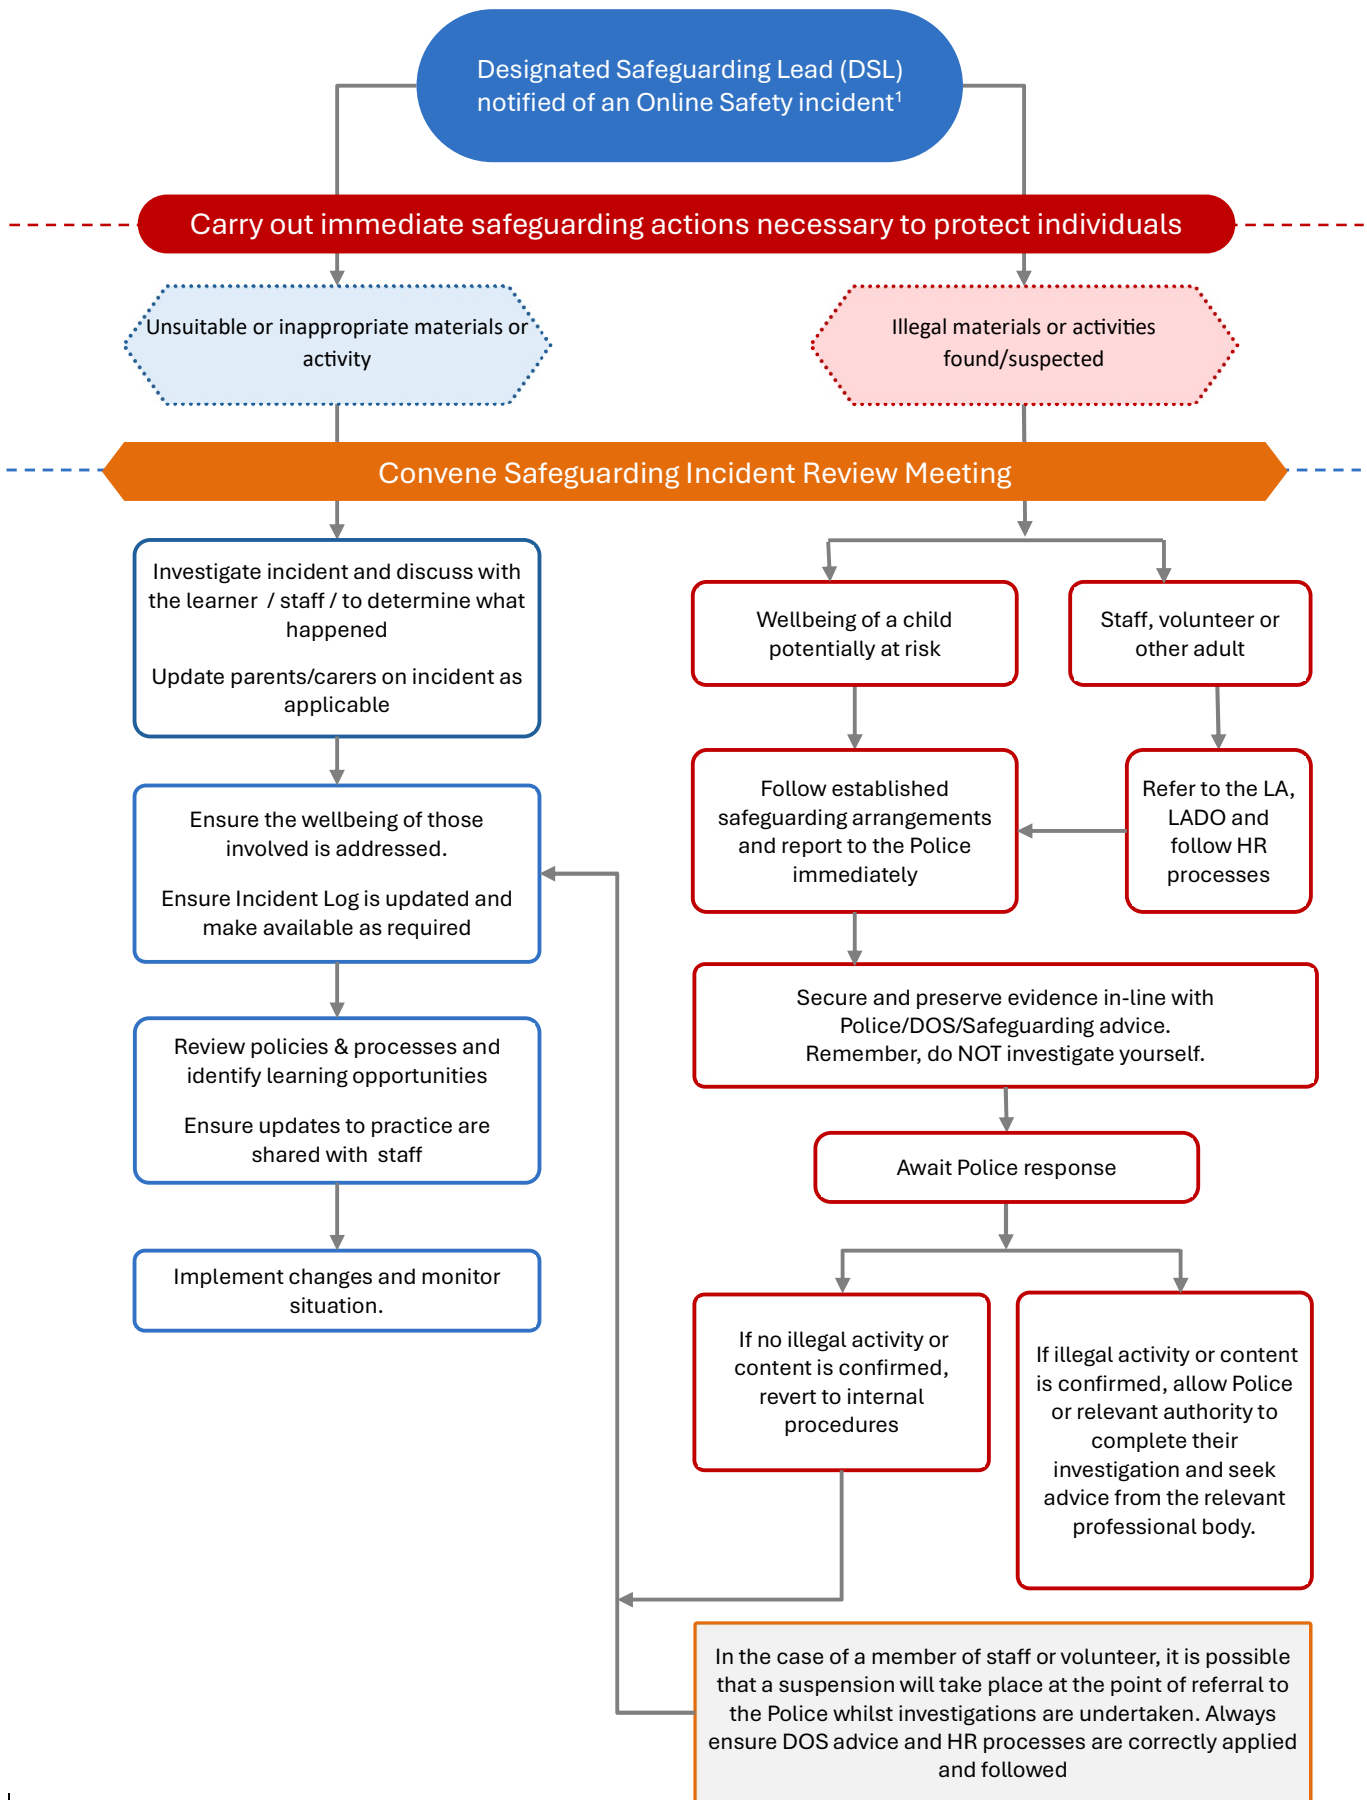 Designated Safeguarding Lead (DSL)
notified of an Online Safety incident¹
Carry out immediate safeguarding actions necessary to protect individuals
Unsuitable or inappropriate materials or
activity
Illegal materials or activities
found/suspected
Convene Safeguarding Incident Review Meeting
Investigate incident and discuss with
the learner / staff / to determine what
happened
Update parents/carers on incident as
applicable
Ensure the wellbeing of those
involved is addressed.
Ensure Incident Log is updated and
make available as required
Review policies & processes and
identify learning opportunities
Ensure updates to practice are
shared with staff
Implement changes and monitor
situation.
Wellbeing of a child
potentially at risk
Staff, volunteer or
other adult
Follow established
safeguarding arrangements
and report to the Police
immediately
Refer to the LA,
LADO and
follow HR
processes
Secure and preserve evidence in-line with
Police/DOS/Safeguarding advice.
Remember, do NOT investigate yourself.
Await Police response
If no illegal activity or
content is confirmed,
revert to internal
procedures
If illegal activity or content
is confirmed, allow Police
or relevant authority to
complete their
investigation and seek
advice from the relevant
professional body.
In the case of a member of staff or volunteer, it is possible
that a suspension will take place at the point of referral to
the Police whilst investigations are undertaken. Always
ensure DOS advice and HR processes are correctly applied
and followed